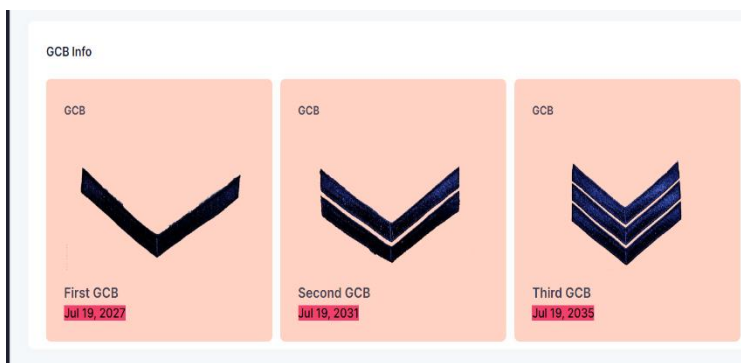 GCB Info
GCB
First GCB
Jul 19, 2027
GCB
Second GCB
Jul 19, 2031
GCB
Third GCB
Jul 19, 2035